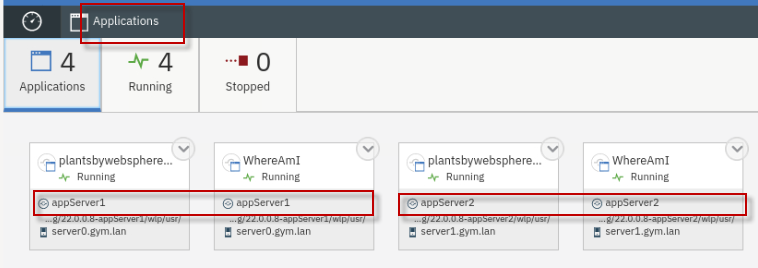 Applications
4
Applications
4
Running
0
Stopped
plantsbywebsphere...
Running
appServer1
...g/22.0.0.8-appServer1/wlp/usr/
server0.gym.lan
WhereAmI
Running
appServer1
...g/22.0.0.8-appServer1/wlp/usr/
server0.gym.lan
plantsbywebsphere...
Running
appServer2
...g/22.0.0.8-appServer2/wlp/usr/
server1.gym.lan
WhereAmI
Running
appServer2
...g/22.0.0.8-appServer2/wlp/usr/
server1.gym.lan